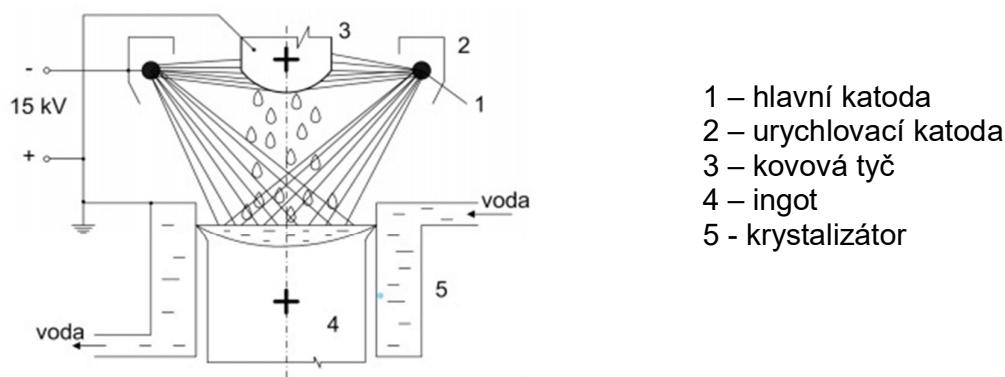 3
2
-
15 kV
1
+
voda
5
4
voda
1 – hlavní katoda
2 – urychlovací katoda
3 – kovová tyč
4 – ingot
5 - krystalizátor